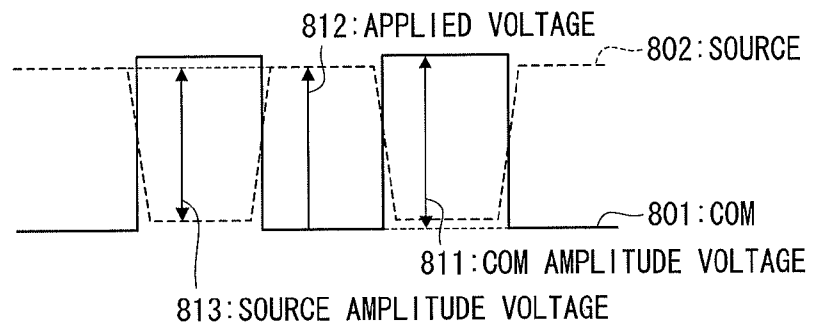 812:APPLIED VOLTAGE
802:SOURCE
801:COM
811:COM AMPLITUDE VOLTAGE
813:SOURCE AMPLITUDE VOLTAGE